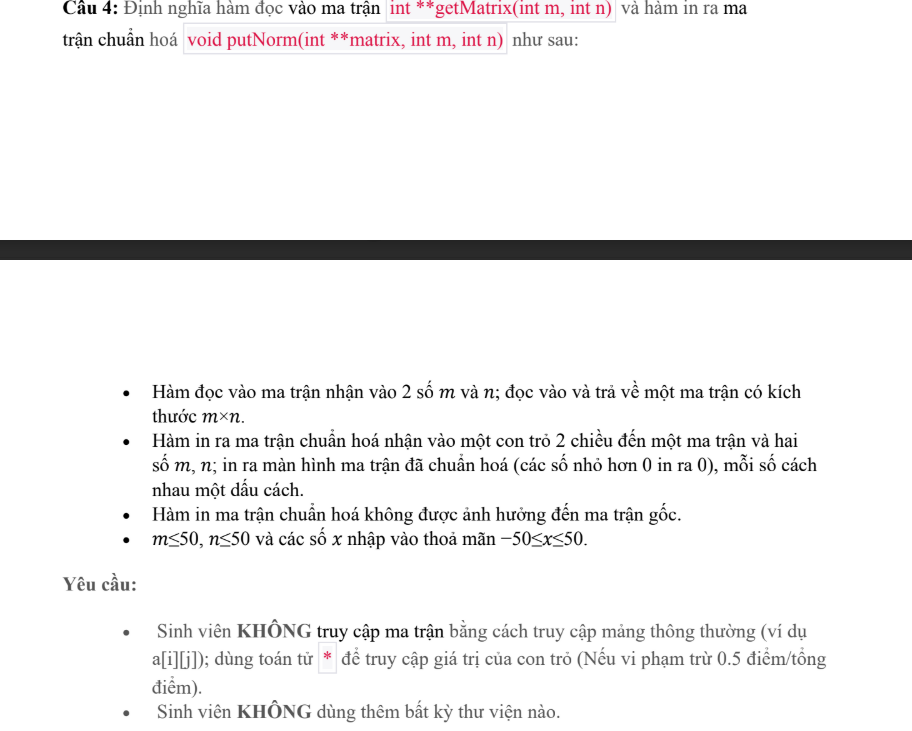 Câu 4: Định nghĩa hàm đọc vào ma trận int **getMatrix(int m, int n) và hàm in ra ma
trận chuẩn hoá void putNorm(int **matrix, int m, int n) như sau:
• Hàm đọc vào ma trận nhận vào 2 số m và n; đọc vào và trả về một ma trận có kích
thước m×n.
• Hàm in ra ma trận chuẩn hoá nhận vào một con trỏ 2 chiều đến một ma trận và hai
số m, n; in ra màn hình ma trận đã chuẩn hoá (các số nhỏ hơn 0 in ra 0), mỗi số cách
nhau một dấu cách.
• Hàm in ma trận chuẩn hoá không được ảnh hưởng đến ma trận gốc.
• m≤50, n≤50 và các số x nhập vào thoả mãn −50≤x≤50.
Yêu cầu:
• Sinh viên KHÔNG truy cập ma trận bằng cách truy cập mảng thông thường (ví dụ
a[i][j]); dùng toán tử * để truy cập giá trị của con trỏ (Nếu vi phạm trừ 0.5 điểm/tổng
điểm).
• Sinh viên KHÔNG dùng thêm bất kỳ thư viện nào.